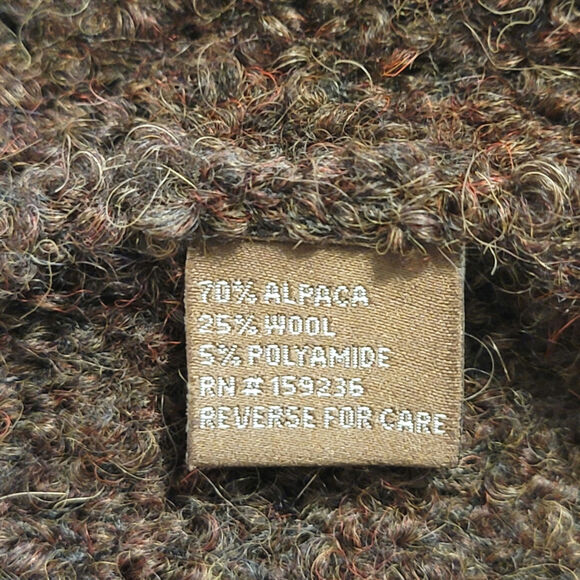 70% ALPACA
25% WOOL
5% POLYAMIDE
RN # 159236
REVERSE FOR CARE